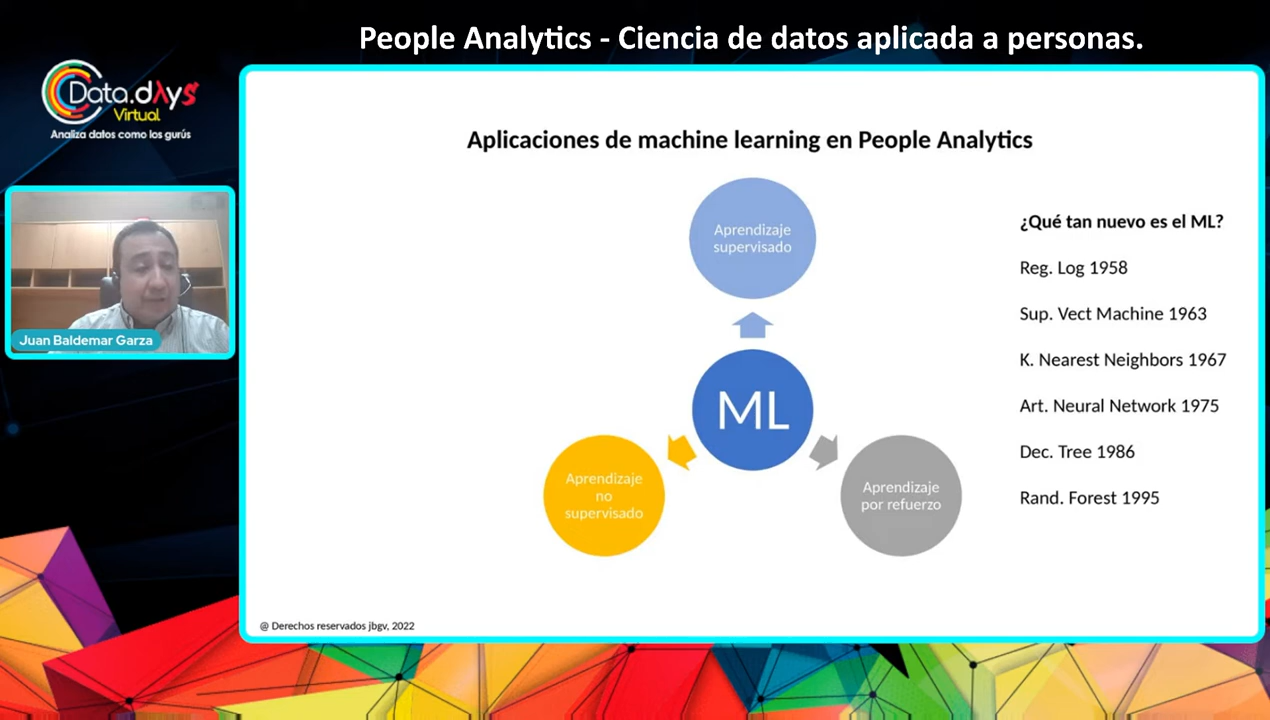 People Analytics - Ciencia de datos aplicada a personas.
Data.dAys
Virtual
Analiza datos como los gurús
Juan Baldemar Garza
Aplicaciones de machine learning en People Analytics
Aprendizaje
supervisado
ML
Aprendizaje
no
supervisado
Aprendizaje
por refuerzo
¿Qué tan nuevo es el ML?
Reg. Log 1958
Sup. Vect Machine 1963
K. Nearest Neighbors 1967
Art. Neural Network 1975
Dec. Tree 1986
Rand. Forest 1995
@ Derechos reservados jbgv, 2022